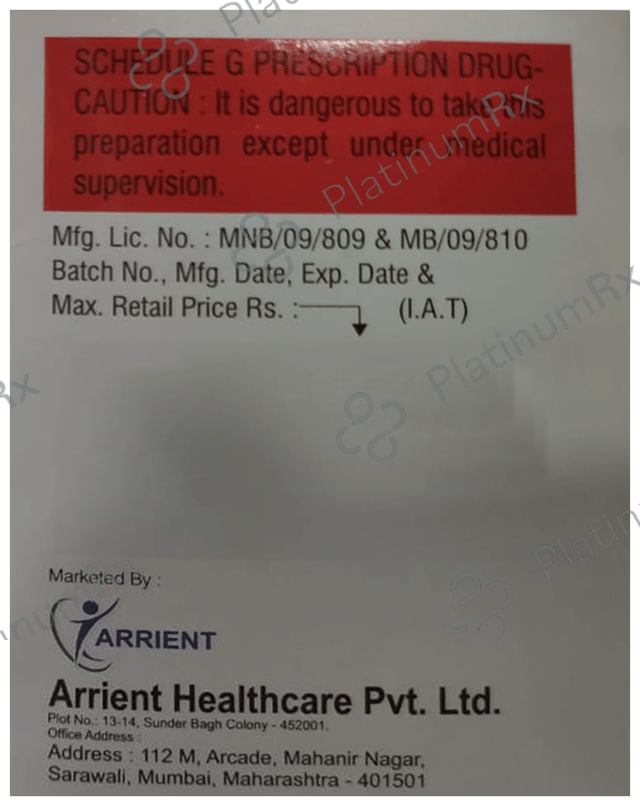 SCHEDULE G PRESCRIPTION DRUG-
CAUTION : It is dangerous to take this
preparation except under medical
supervision.
Mfg. Lic. No. : MNB/09/809 & MB/09/810
Batch No., Mfg. Date, Exp. Date &
Max. Retail Price Rs. : (I.A.T)
Marketed By :
ARRIENT
Arrient Healthcare Pvt. Ltd.
Plot No.: 13-14, Sunder Bagh Colony - 452001.
Office Address :
Address : 112 M, Arcade, Mahanir Nagar,
Sarawali, Mumbai, Maharashtra - 401501
PlatinumRx
PlatinumRx
PlatinumRx